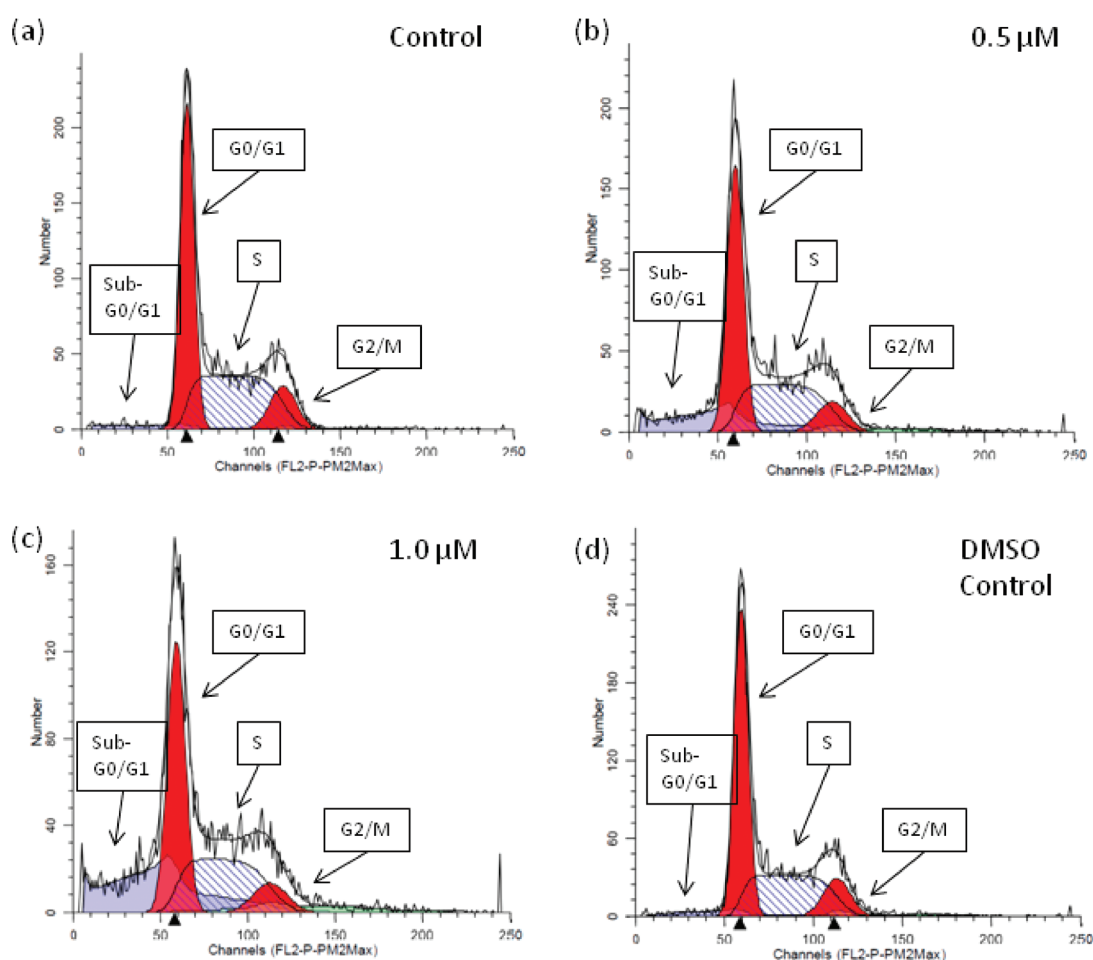 (a)
Control
200
150
100
50
0
Number
G0/G1
S
Sub-
G0/G1
G2/M
0 50 100 150 200 250
Channels (FL2-P-PM2Max)
(b)
0.5 μM
200
150
100
50
0
Number
G0/G1
S
Sub-
G0/G1
G2/M
0 50 100 150 200 250
Channels (FL2-P-PM2Max)
(c)
1.0 μM
160
120
80
40
0
Number
G0/G1
S
Sub-
G0/G1
G2/M
0 50 100 150 200 250
Channels (FL2-P-PM2Max)
(d)
DMSO
Control
240
180
120
60
0
Number
G0/G1
S
Sub-
G0/G1
G2/M
0 50 100 150 200 250
Channels (FL2-P-PM2Max)